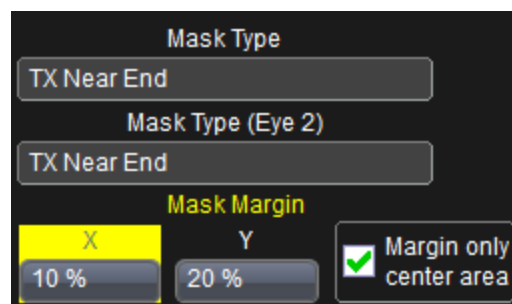 Mask Type
TX Near End
Mask Type (Eye 2)
TX Near End
Mask Margin
X Y Margin only
10 % 20 % center area